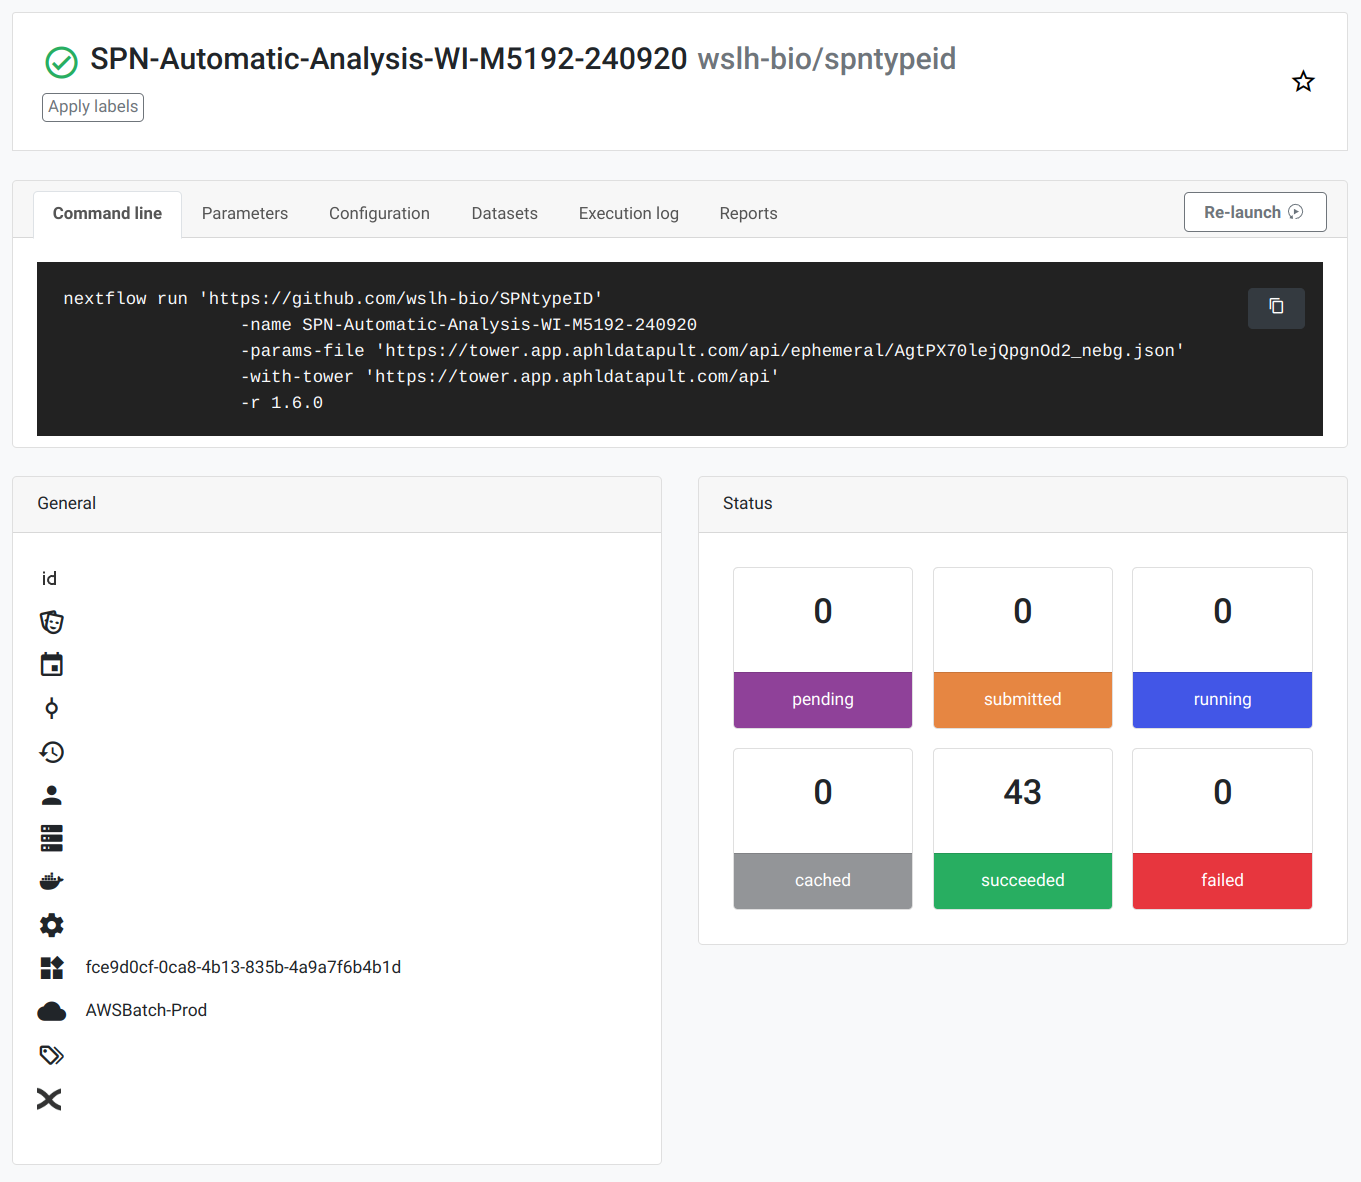 SPN-Automatic-Analysis-WI-M5192-240920 wslh-bio/spntypeid
Apply labels
Command line Parameters Configuration Datasets Execution log Reports Re-launch
nextflow run 'https://github.com/wslh-bio/SPNtypeID'
-name SPN-Automatic-Analysis-WI-M5192-240920
-params-file 'https://tower.app.aphldatapult.com/api/ephemeral/AgtPX70lejQpgnOd2_nebg.json'
-with-tower 'https://tower.app.aphldatapult.com/api'
-r 1.6.0
General
id
fce9d0cf-0ca8-4b13-835b-4a9a7f6b4b1d
AWSBatch-Prod
Status
0 0 0
pending submitted running
0 43 0
cached succeeded failed